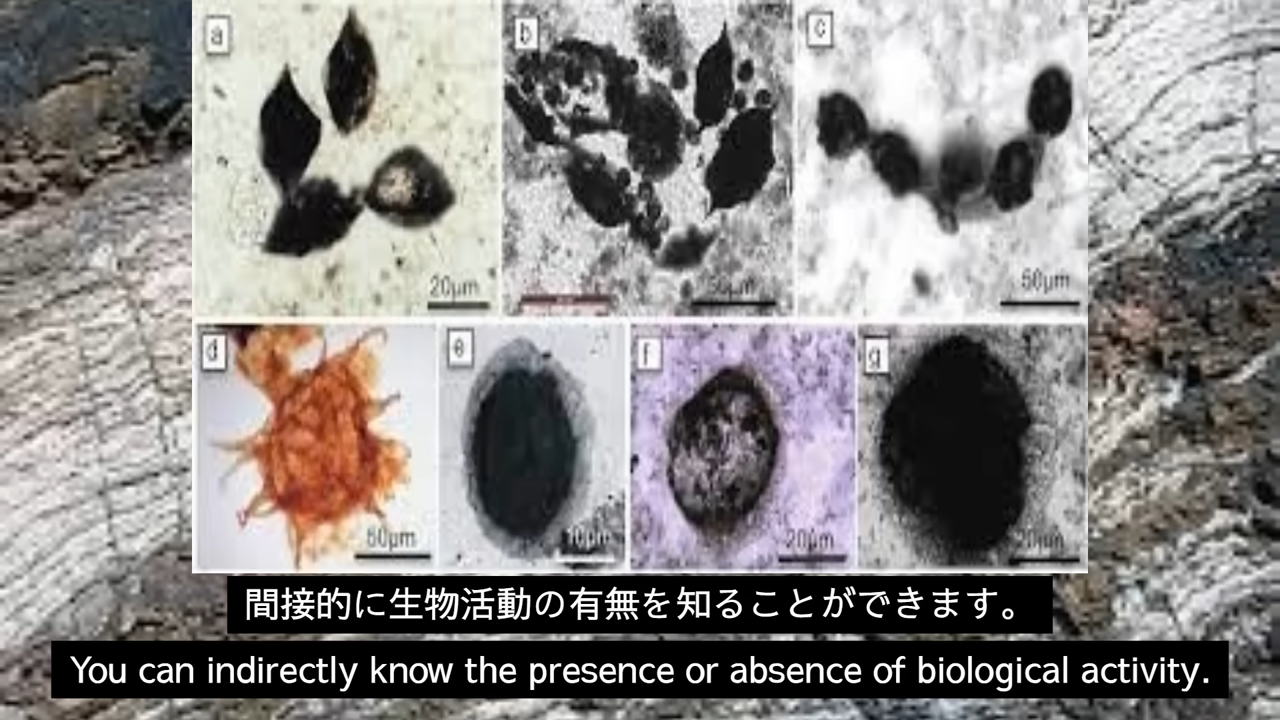 a
b
c
20μm
50μm
50μm
d
e
f
g
50μm
10μm
20μm
20μm
間接的に生物活動の有無を知ることができます。
You can indirectly know the presence or absence of biological activity.